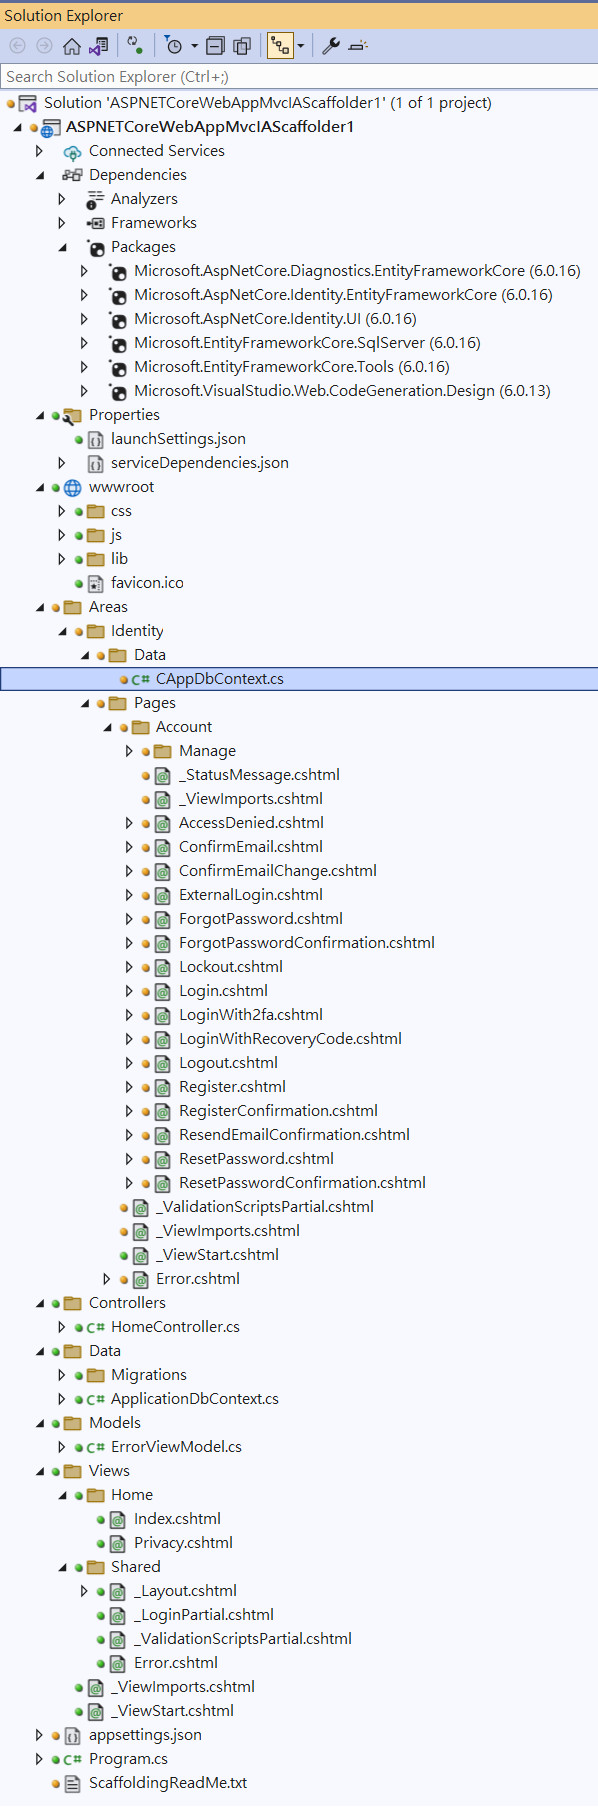 Solution Explorer
Search Solution Explorer (Ctrl+;)
Solution 'ASPNETCoreWebAppMvcIAScaffolder1' (1 of 1 project)
ASPNETCoreWebAppMvcIAScaffolder1
Connected Services
Dependencies
Analyzers
Frameworks
Packages
Microsoft.AspNetCore.Diagnostics.EntityFrameworkCore (6.0.16)
Microsoft.AspNetCore.Identity.EntityFrameworkCore (6.0.16)
Microsoft.AspNetCore.Identity.UI (6.0.16)
Microsoft.EntityFrameworkCore.SqlServer (6.0.16)
Microsoft.EntityFrameworkCore.Tools (6.0.16)
Microsoft.VisualStudio.Web.CodeGeneration.Design (6.0.13)
Properties
launchSettings.json
serviceDependencies.json
wwwroot
css
js
lib
favicon.ico
Areas
Identity
Data
C# CAppDbContext.cs
Pages
Account
Manage
_StatusMessage.cshtml
_ViewImports.cshtml
AccessDenied.cshtml
ConfirmEmail.cshtml
ConfirmEmailChange.cshtml
ExternalLogin.cshtml
ForgotPassword.cshtml
ForgotPasswordConfirmation.cshtml
Lockout.cshtml
Login.cshtml
LoginWith2fa.cshtml
LoginWithRecoveryCode.cshtml
Logout.cshtml
Register.cshtml
RegisterConfirmation.cshtml
ResendEmailConfirmation.cshtml
ResetPassword.cshtml
ResetPasswordConfirmation.cshtml
_ValidationScriptsPartial.cshtml
_ViewImports.cshtml
_ViewStart.cshtml
Error.cshtml
Controllers
C# HomeController.cs
Data
Migrations
C# ApplicationDbContext.cs
Models
C# ErrorViewModel.cs
Views
Home
Index.cshtml
Privacy.cshtml
Shared
_Layout.cshtml
_LoginPartial.cshtml
_ValidationScriptsPartial.cshtml
Error.cshtml
_ViewImports.cshtml
_ViewStart.cshtml
appsettings.json
C# Program.cs
ScaffoldingReadMe.txt